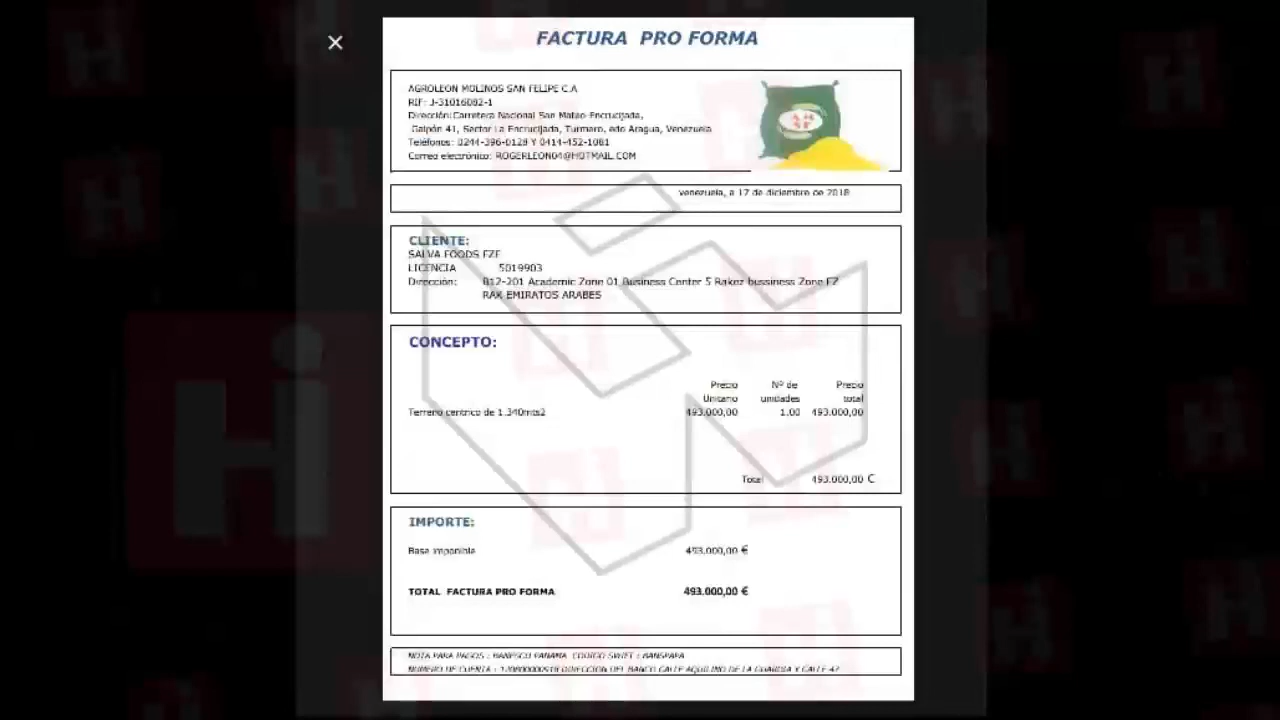 FACTURA PRO FORMA
AGROLEON MOLINOS SAN FELIPE C.A
RIF: J-31016082-1
Dirección:Carretera Nacional San Mateo-Encrucijada,
Galpón 41, Sector La Encrucijada, Turmero, edo Aragua, Venezuela
Teléfonos: 0244-396-0128 Y 0414-452-1081
Correo electrónico: ROGERLEON04@HOTMAIL.COM
venezuela, a 17 de diciembre de 2018
CLIENTE:
SALVA FOODS FZE
LICENCIA 5019903
Dirección: B12-201 Academic Zone 01 Business Center 5 Rakez bussiness Zone FZ
RAK EMIRATOS ARABES
CONCEPTO:
Precio Nº de Precio
Unitario unidades total
Terreno centrico de 1.340mts2 493.000,00 1.00 493.000,00
Total 493.000,00 €
IMPORTE:
Base imponible 493.000,00 €
TOTAL FACTURA PRO FORMA 493.000,00 €
NOTA PARA PAGOS : BANESCO PANAMA CODIGO SWIFT : BANSPAPA
NUMERO DE CUENTA : DIRECCION DEL BANCO CALLE AQUILINO DE LA GUARDIA Y CALLE 47
Hi